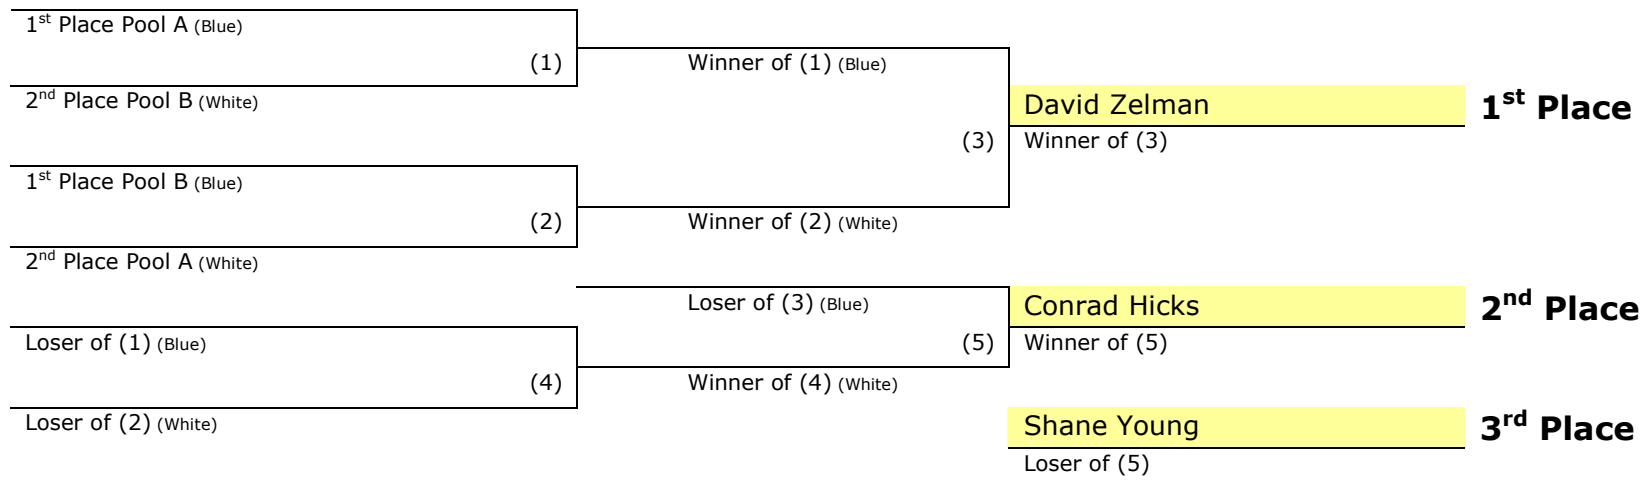 1st Place Pool A (Blue)
(1)
Winner of (1) (Blue)
2nd Place Pool B (White)
David Zelman
1st Place
(3)
Winner of (3)
1st Place Pool B (Blue)
(2)
Winner of (2) (White)
2nd Place Pool A (White)
Loser of (3) (Blue)
Conrad Hicks
2nd Place
Loser of (1) (Blue)
(5)
Winner of (5)
(4)
Winner of (4) (White)
Loser of (2) (White)
Shane Young
3rd Place
Loser of (5)